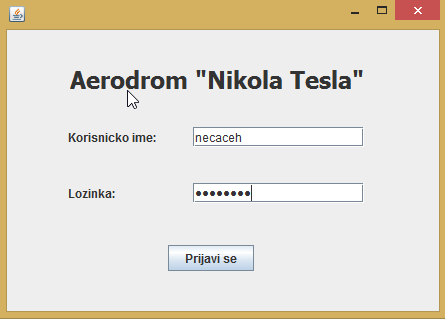 Aerodrom "Nikola Tesla"
Korisnicko ime: necaceh
Lozinka: ••••••••
Prijavi se